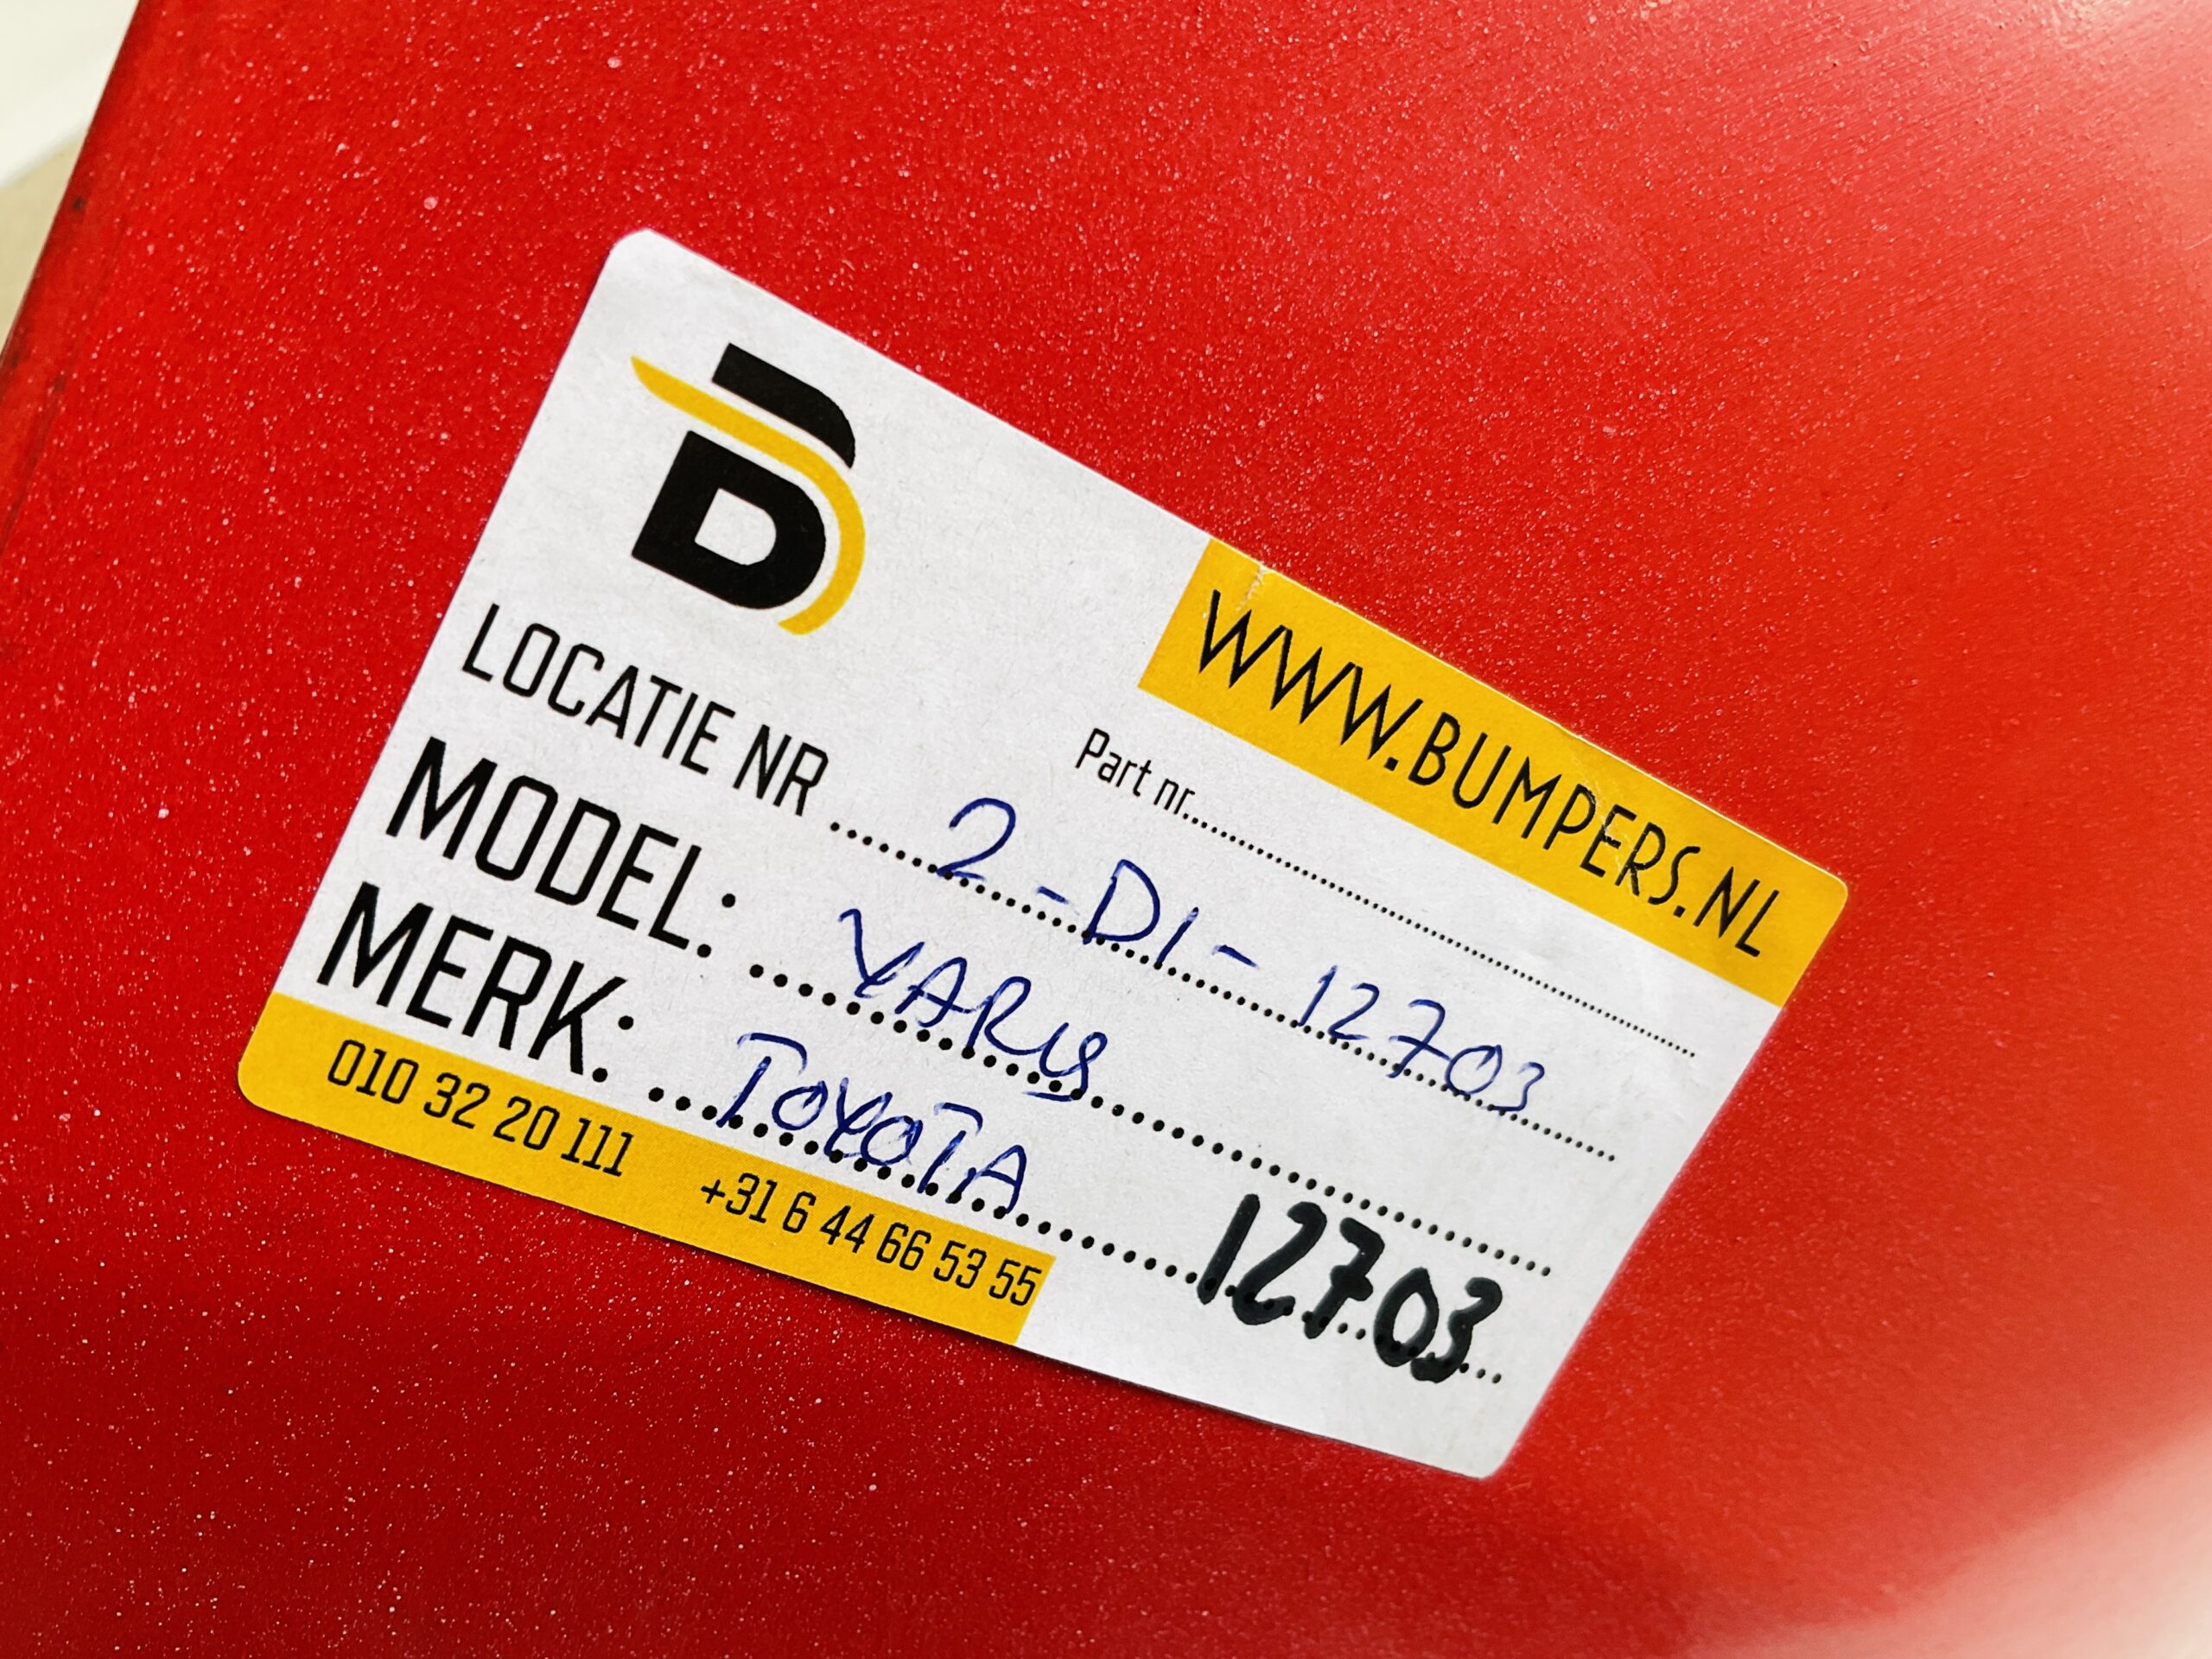 B
WWW.BUMPERS.NL
Part nr..........
LOCATIE NR ..... 2-D1-12703
MODEL: ... YARIS
MERK: ... TOYOTA
12703
010 32 20 111 +31 6 44 66 53 55